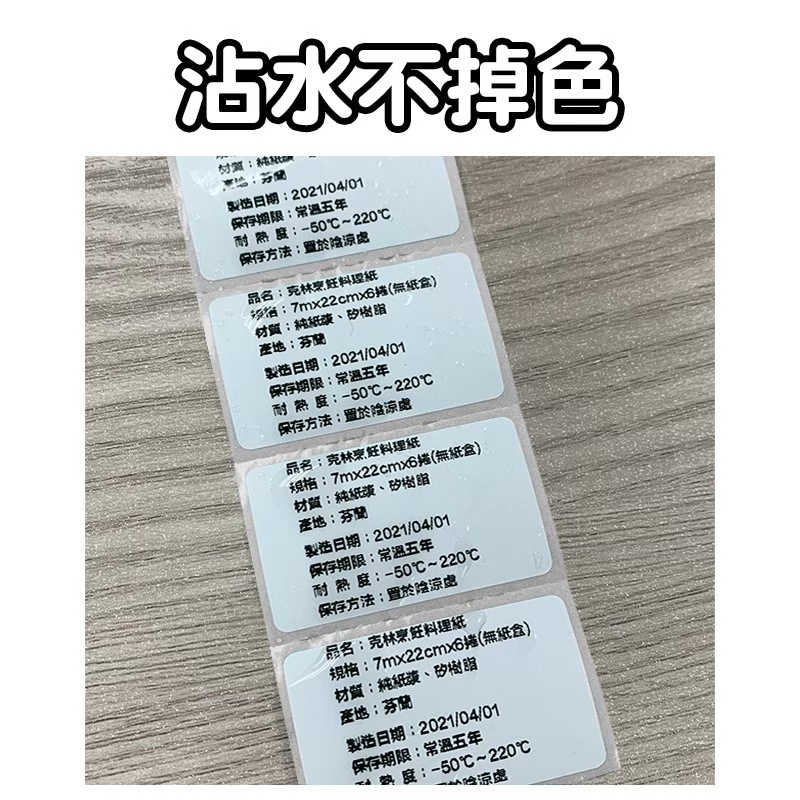 沾水不掉色
材質：純紙漿、
產地：芬蘭
製造日期：2021/04/01
保存期限：常溫五年
耐 熱 度：-50℃~220℃
保存方法：置於陰涼處
品名：克林烹飪料理紙
規格：7mx22cmx6捲(無紙盒)
材質：純紙漿、矽樹脂
產地：芬蘭
製造日期：2021/04/01
保存期限：常溫五年
耐 熱 度：-50℃~220℃
保存方法：置於陰涼處
品名：克林烹飪料理紙
規格：7mx22cmx6捲(無紙盒)
材質：純紙漿、矽樹脂
產地：芬蘭
製造日期：2021/04/01
保存期限：常溫五年
耐 熱 度：-50℃~220℃
保存方法：置於陰涼處
品名：克林烹飪料理紙
規格：7mx22cmx6捲(無紙盒)
材質：純紙漿、矽樹脂
產地：芬蘭
製造日期：2021/04/01
保存期限：常溫五年
耐 熱 度：-50℃~220℃
保存方法：置於陰涼處